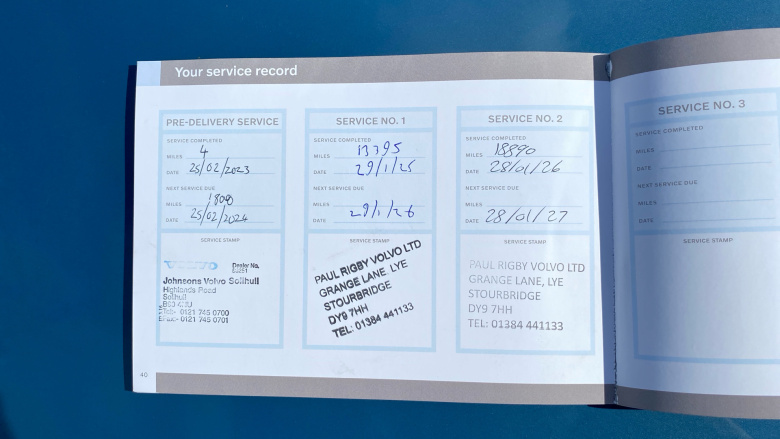 Your service record
PRE-DELIVERY SERVICE
SERVICE COMPLETED
MILES 4
DATE 25/02/2023
NEXT SERVICE DUE
MILES 18000
DATE 25/02/2024
SERVICE STAMP
VOLVO Dealer No.
Johnsons Volvo Solihull
Highlands Road
Solihull
Tel:- 0121 745 0700
Fax:- 0121 745 0701
SERVICE NO. 1
SERVICE COMPLETED
MILES 13395
DATE 29/1/25
NEXT SERVICE DUE
MILES
DATE 29/1/26
SERVICE STAMP
PAUL RIGBY VOLVO LTD
GRANGE LANE, LYE
STOURBRIDGE
DY9 7HH
TEL: 01384 441133
SERVICE NO. 2
SERVICE COMPLETED
MILES 18890
DATE 28/01/26
NEXT SERVICE DUE
MILES
DATE 28/01/27
SERVICE STAMP
PAUL RIGBY VOLVO LTD
GRANGE LANE, LYE
STOURBRIDGE
DY9 7HH
TEL: 01384 441133
SERVICE NO. 3
SERVICE COMPLETED
MILES
DATE
NEXT SERVICE DUE
MILES
DATE
SERVICE STAMP
40